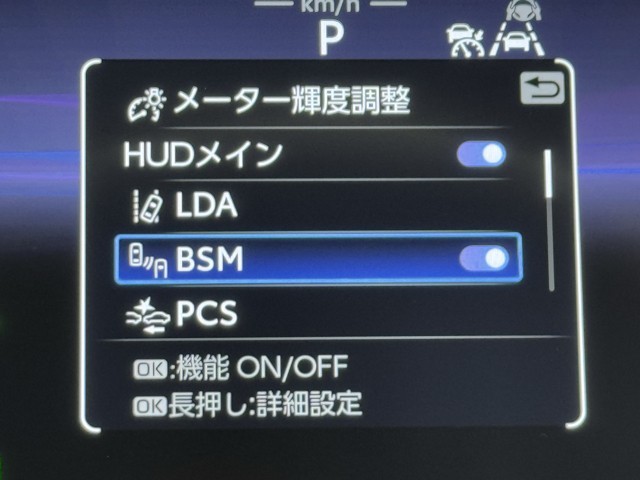 km/h
P
メーター輝度調整
HUDメイン
LDA
BSM
PCS
OK:機能 ON/OFF
OK長押し:詳細設定